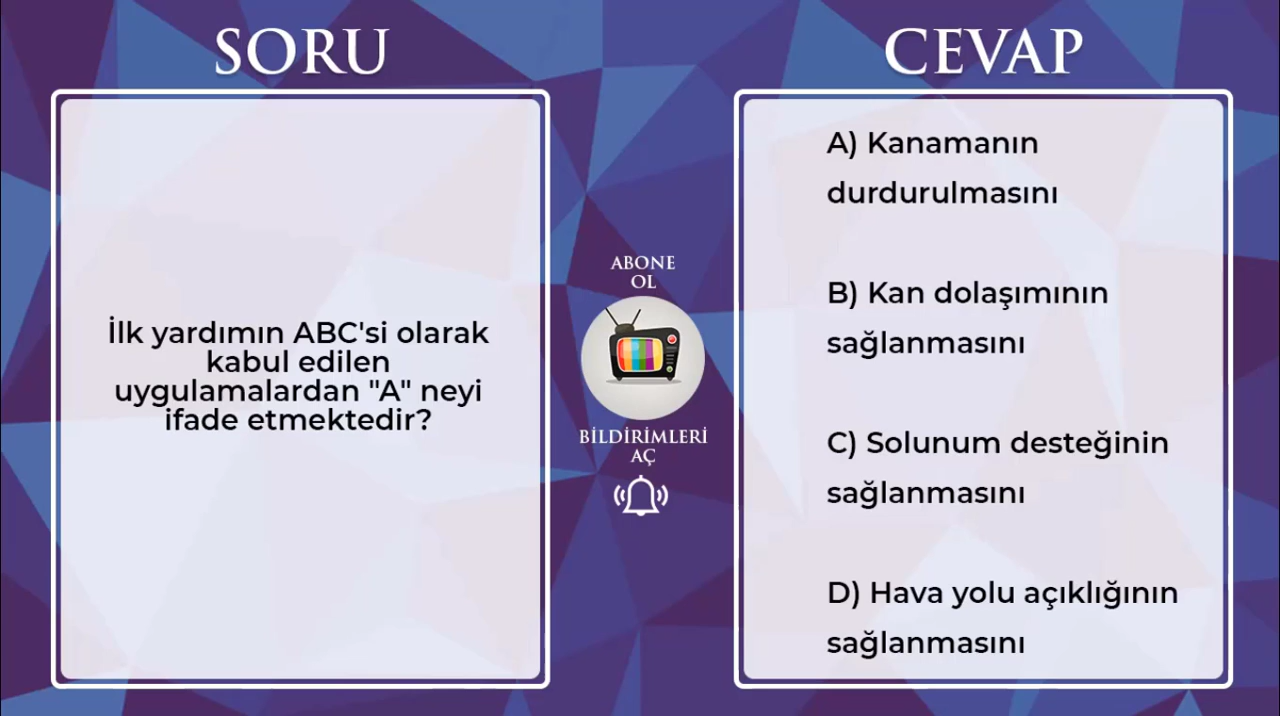 SORU
İlk yardımın ABC'si olarak
kabul edilen
uygulamalardan "A" neyi
ifade etmektedir?
ABONE
OL
BİLDİRİMLERİ
AÇ
CEVAP
A) Kanamanın
durdurulmasını
B) Kan dolaşımının
sağlanmasını
C) Solunum desteğinin
sağlanmasını
D) Hava yolu açıklığının
sağlanmasını